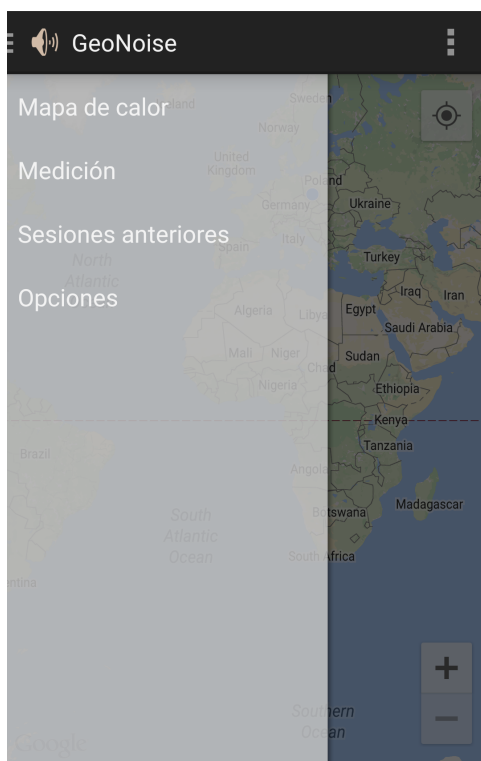 GeoNoise
Mapa de calor
Medición
Sesiones anteriores
Opciones
Sweden
Norway
United
Kingdom
Poland
Germany
Ukraine
Spain
Italy
Turkey
North
Atlantic
Algeria
Libya
Egypt
Iraq
Iran
Saudi Arabia
Mali
Niger
Chad
Sudan
Nigeria
Ethiopia
Kenya
Tanzania
Brazil
Angola
Botswana
Madagascar
South
Atlantic
Ocean
South Africa
entina
Southern
Ocean
Google